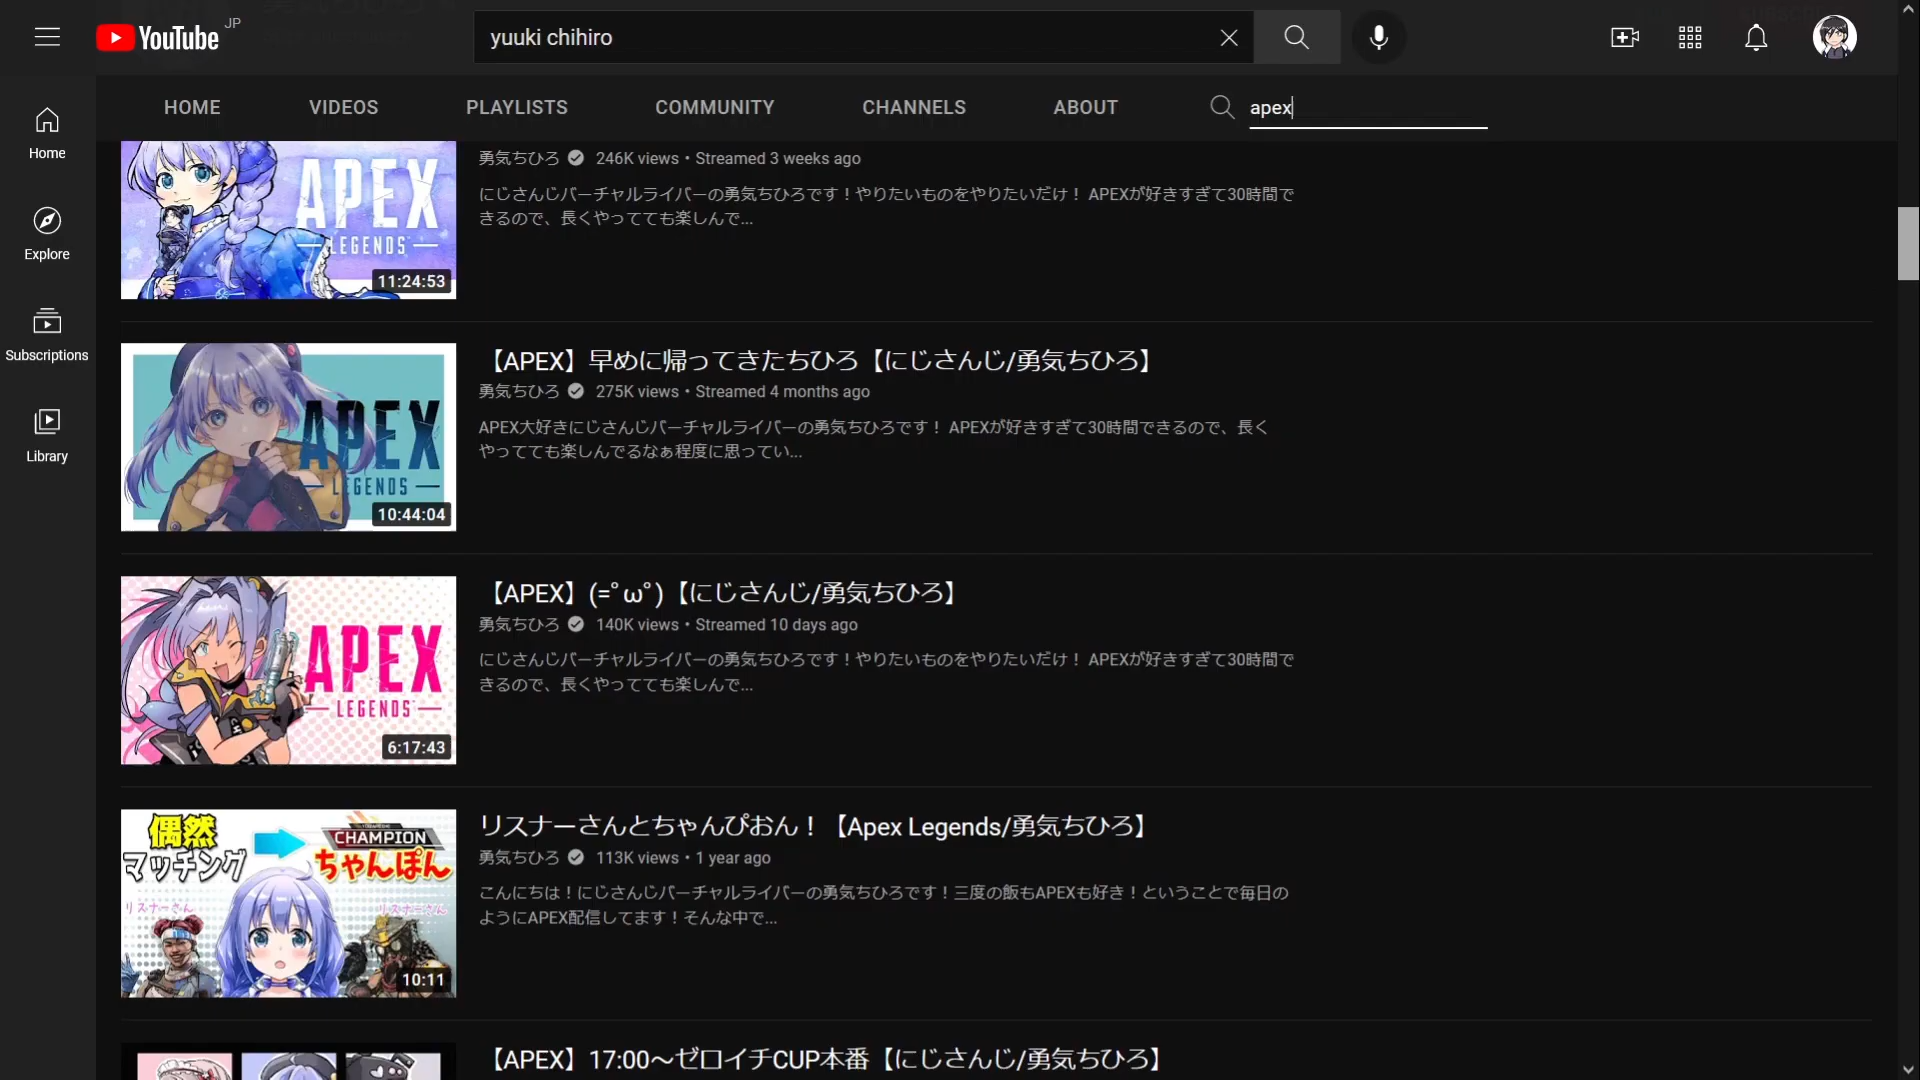 YouTube JP
yuuki chihiro
HOME VIDEOS PLAYLISTS COMMUNITY CHANNELS ABOUT apex
Home
Explore
Subscriptions
Library
APEX
LEGENDS
11:24:53
勇気ちひろ 246K views・Streamed 3 weeks ago
にじさんじバーチャルライバーの勇気ちひろです！やりたいものをやりたいだけ！ APEXが好きすぎて30時間で
きるので、長くやってても楽しんで...
APEX
LEGENDS
10:44:04
【APEX】早めに帰ってきたちひろ【にじさんじ/勇気ちひろ】
勇気ちひろ 275K views・Streamed 4 months ago
APEX大好きにじさんじバーチャルライバーの勇気ちひろです！ APEXが好きすぎて30時間できるので、長く
やってても楽しんでるなぁ程度に思ってい...
APEX
LEGENDS
6:17:43
【APEX】(=ﾟωﾟ)【にじさんじ/勇気ちひろ】
勇気ちひろ 140K views・Streamed 10 days ago
にじさんじバーチャルライバーの勇気ちひろです！やりたいものをやりたいだけ！ APEXが好きすぎて30時間で
きるので、長くやってても楽しんで...
偶然
マッチング
CHAMPION
ちゃんぽん
リスナーさん
リスナーさん
10:11
リスナーさんとちゃんぴおん！【Apex Legends/勇気ちひろ】
勇気ちひろ 113K views・1 year ago
こんにちは！にじさんじバーチャルライバーの勇気ちひろです！三度の飯もAPEXも好き！ということで毎日の
ようにAPEX配信してます！そんな中で...
【APEX】17:00～ゼロイチCUP本番【にじさんじ/勇気ちひろ】